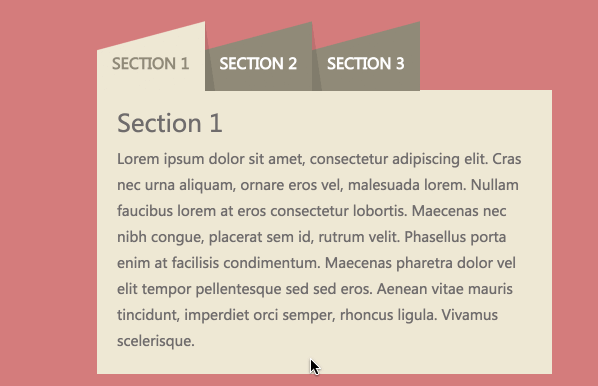 SECTION 1 SECTION 2 SECTION 3
Section 1
Lorem ipsum dolor sit amet, consectetur adipiscing elit. Cras
nec urna aliquam, ornare eros vel, malesuada lorem. Nullam
faucibus lorem at eros consectetur lobortis. Maecenas nec
nibh congue, placerat sem id, rutrum velit. Phasellus porta
enim at facilisis condimentum. Maecenas pharetra dolor vel
elit tempor pellentesque sed sed eros. Aenean vitae mauris
tincidunt, imperdiet orci semper, rhoncus ligula. Vivamus
scelerisque.